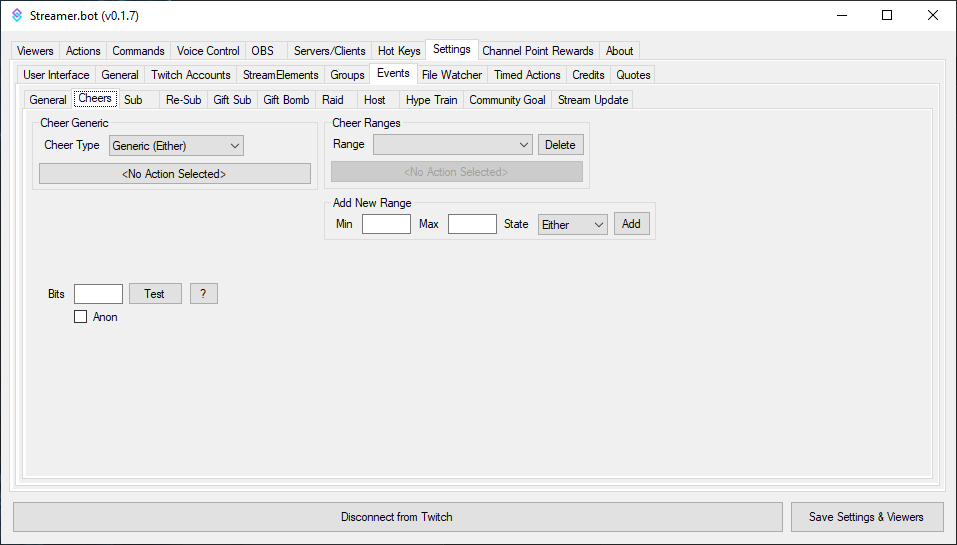 Streamer.bot (v0.1.7)
Viewers Actions Commands Voice Control OBS Servers/Clients Hot Keys Settings Channel Point Rewards About
User Interface General Twitch Accounts StreamElements Groups Events File Watcher Timed Actions Credits Quotes
General Cheers Sub Re-Sub Gift Sub Gift Bomb Raid Host Hype Train Community Goal Stream Update
Cheer Generic
Cheer Type Generic (Either)
<No Action Selected>
Cheer Ranges
Range Delete
<No Action Selected>
Add New Range
Min Max State Either Add
Bits Test ?
Anon
Disconnect from Twitch Save Settings & Viewers